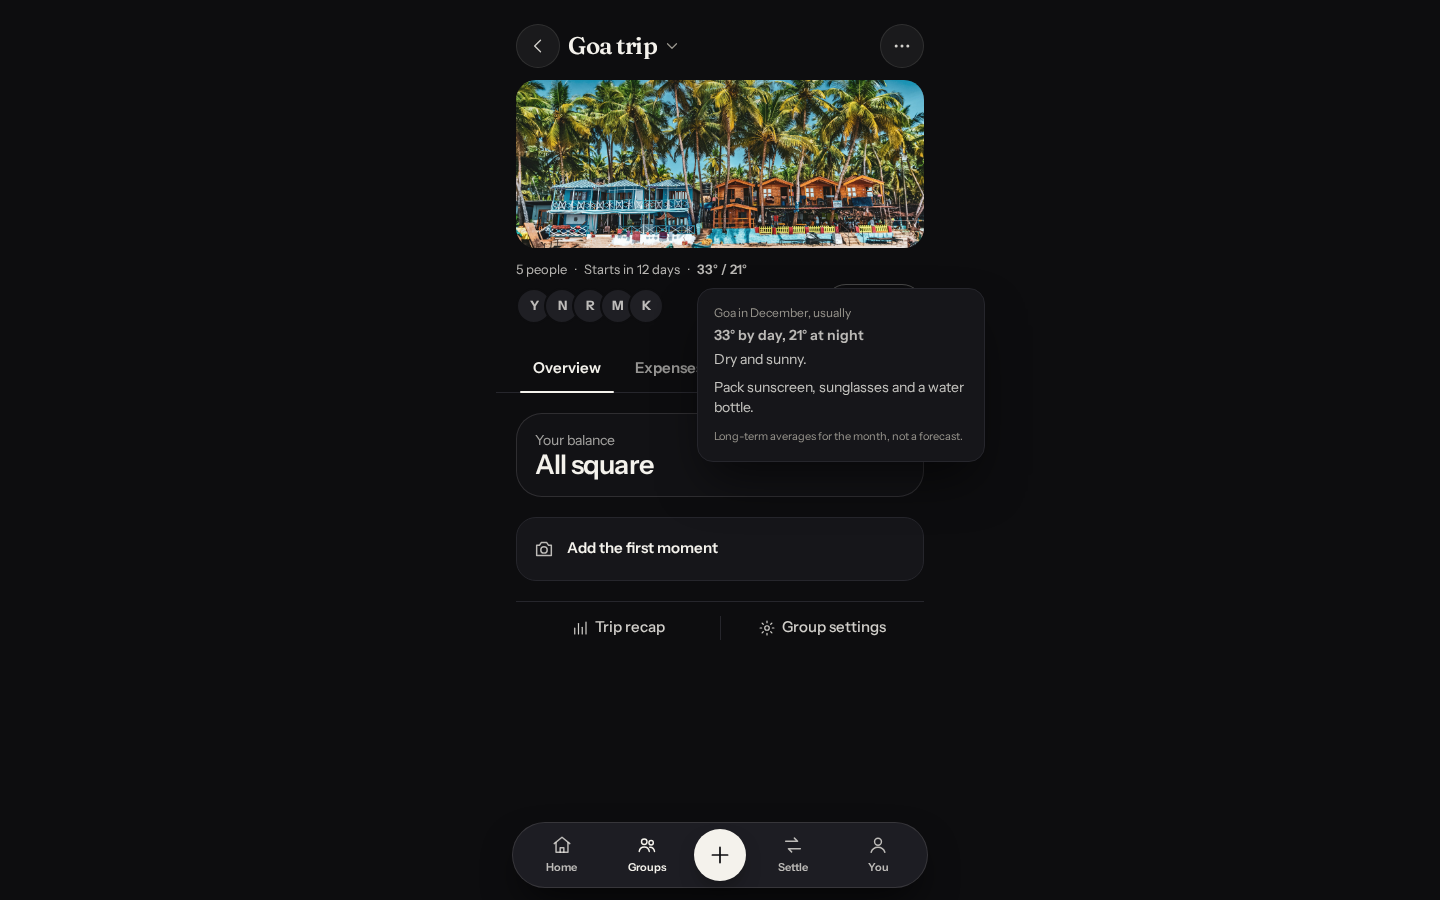 Goa trip
5 people · Starts in 12 days · 33° / 21°
Y N R M K
Goa in December, usually
33° by day, 21° at night
Dry and sunny.
Pack sunscreen, sunglasses and a water
bottle.
Long-term averages for the month, not a forecast.
Overview Expenses
Your balance
All square
Add the first moment
Trip recap Group settings
Home Groups Settle You